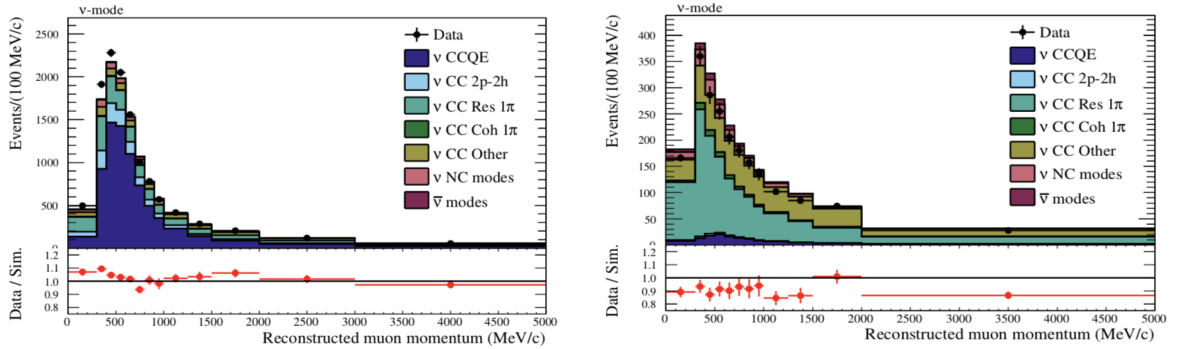 ν-mode
Events/(100 MeV/c)
2500
2000
1500
1000
500
Data
ν CCQE
ν CC 2p-2h
ν CC Res 1π
ν CC Coh 1π
ν CC Other
ν NC modes
ν̅ modes
Data / Sim.
1.2
1.1
1.0
0.9
0.8
0 500 1000 1500 2000 2500 3000 3500 4000 4500 5000
Reconstructed muon momentum (MeV/c)
ν-mode
Events/(100 MeV/c)
400
350
300
250
200
150
100
50
0
Data
ν CCQE
ν CC 2p-2h
ν CC Res 1π
ν CC Coh 1π
ν CC Other
ν NC modes
ν̅ modes
Data / Sim.
1.2
1.1
1.0
0.9
0.8
0 500 1000 1500 2000 2500 3000 3500 4000 4500 5000
Reconstructed muon momentum (MeV/c)